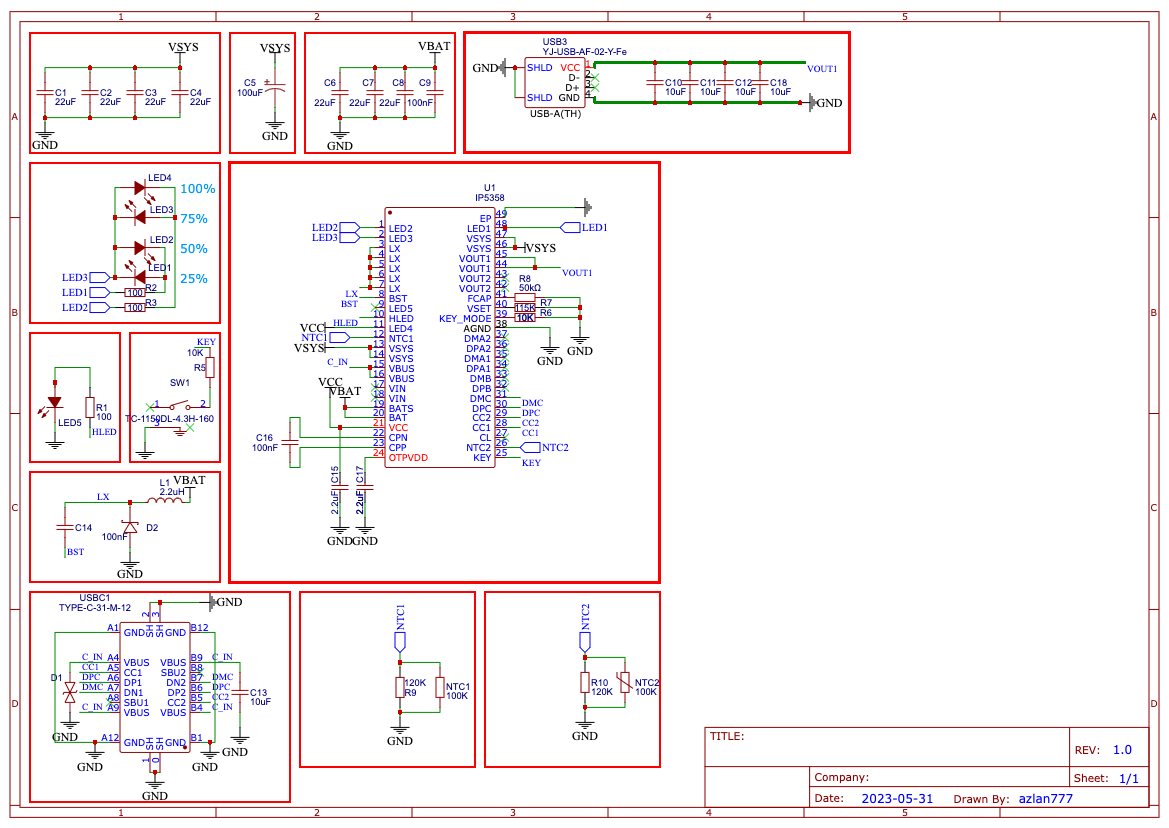 1 2 3 4 5
A B C D
VSYS
C1 22uF
C2 22uF
C3 22uF
C4 22uF
GND
VSYS
C5 100uF
GND
VBAT
C6 22uF
C7 22uF
C8 22uF
C9 100nF
GND
USB3
YJ-USB-AF-02-Y-Fe
GND
SHLD VCC 1
D- 2
D+ 3
SHLD GND 4
USB-A(TH)
VOUT1
C10 10uF
C11 10uF
C12 10uF
C18 10uF
GND
LED4 100%
LED3 75%
LED2 50%
LED1 25%
LED3
LED1 100 R2
LED2 100 R3
U1
IP5358
LED2 1 LED2
LED3 2 LED3
3 LX
4 LX
5 LX
6 LX
7 LX
LX 8 BST
BST 9 LED5
10 HLED
VCC HLED 11 LED4
NTC1 12 NTC1
VSYS 13 VSYS
14 VSYS
C_IN 15 VBUS
16 VBUS
VCC 17 VIN
VBAT 18 VIN
19 BATS
20 BAT
21 VCC
22 CPN
23 CPP
24 OTPVDD
EP 49
LED1 48 LED1
VSYS 47
VSYS 46 VSYS
VOUT1 45
VOUT1 44 VOUT1
VOUT2 43
VOUT2 42
FCAP 41 R8 50kΩ
VSET 40 115K R7
KEY_MODE 39 10K R6
AGND 38
DMA2 37
DPA2 36
DMA1 35
DPA1 34
DMB 33
DPB 32
DMC 31
DPC 30 DMC
CC2 29 DPC
CC1 28 CC2
CL 27 CC1
NTC2 26 NTC2
KEY 25 KEY
GND GND
C16 100nF
C15 2.2uF
C17 2.2uF
GND GND
LED5
R1 100
HLED
KEY
10K
R5
SW1
1 2
TC-1150DL-4.3H-160
3
LX
L1 2.2uH
VBAT
C14 100nF
D2
BST
GND
USBC1
TYPE-C-31-M-12
GND
2 3
SH SH
A1 GND GND B12
C_IN A4 VBUS VBUS B9 C_IN
CC1 A5 CC1 SBU2 B8
DPC A6 DP1 DN2 B7 DMC
DMC A7 DN1 DP2 B6 DPC
A8 SBU1 CC2 B5 CC2
C_IN A9 VBUS VBUS B4 C_IN
A12 GND GND B1
SH SH
1 0
D1
C13 10uF
GND GND GND GND GND
NTC1
120K R9
NTC1 100K
GND
NTC2
R10 120K
NTC2 100K
GND
TITLE:
REV: 1.0
Company:
Sheet: 1/1
Date: 2023-05-31 Drawn By: azlan777
A B C D
1 2 3 4 5